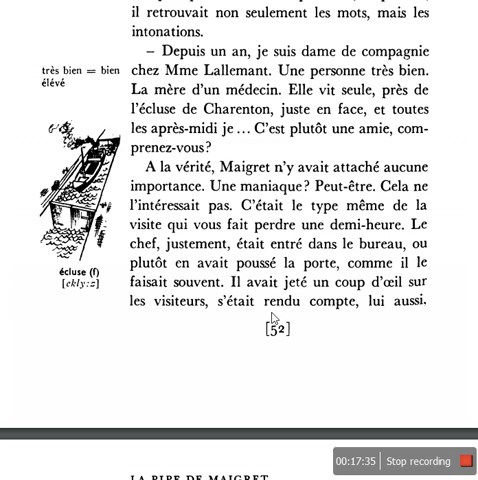 il retrouvait non seulement les mots, mais les
intonations.
– Depuis un an, je suis dame de compagnie
chez Mme Lallemant. Une personne très bien.
La mère d'un médecin. Elle vit seule, près de
l'écluse de Charenton, juste en face, et toutes
les après-midi je ... C'est plutôt une amie, com-
prenez-vous?
A la vérité, Maigret n'y avait attaché aucune
importance. Une maniaque? Peut-être. Cela ne
l'intéressait pas. C'était le type même de la
visite qui vous fait perdre une demi-heure. Le
chef, justement, était entré dans le bureau, ou
plutôt en avait poussé la porte, comme il le
faisait souvent. Il avait jeté un coup d'œil sur
les visiteurs, s'était rendu compte, lui aussi.
très bien = bien
élévé
écluse (f)
[ekly:z]
[52]
LA PIPE DE MAIGRET
00:17:35 Stop recording